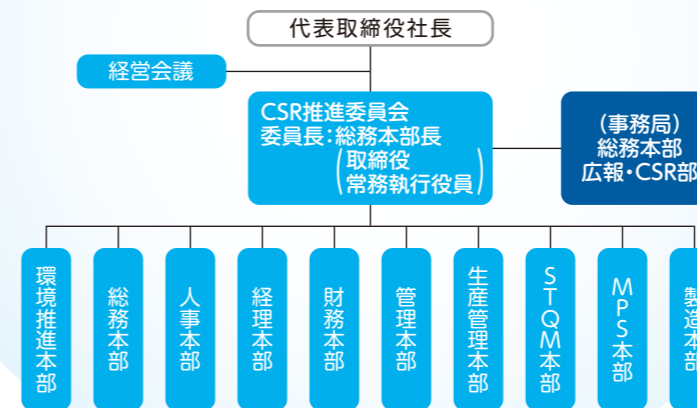 代表取締役社長
経営会議
CSR推進委員会
委員長：総務本部長
（取締役
常務執行役員）
（事務局）
総務本部
広報・CSR部
環境推進本部
総務本部
人事本部
経理本部
財務本部
管理本部
生産管理本部
STQM本部
MPS本部
製造本部